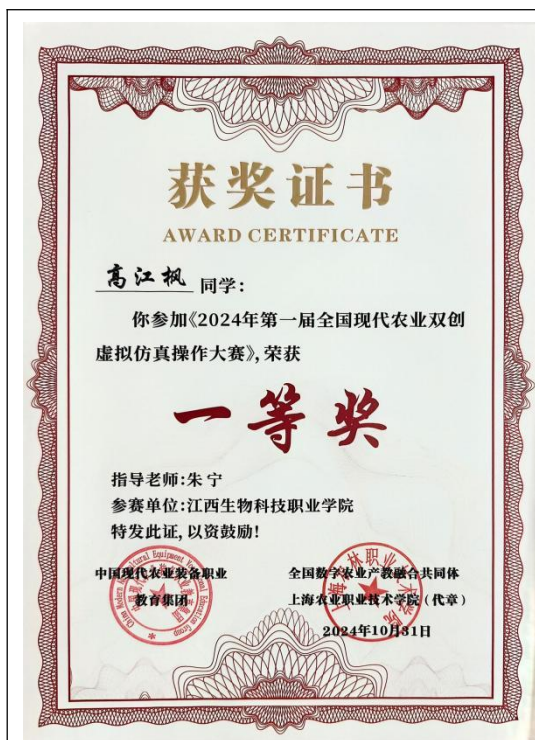 获奖证书
AWARD CERTIFICATE
高江枫 同学：
你参加《2024年第一届全国现代农业双创
虚拟仿真操作大赛》，荣获
一等奖
指导老师：朱宁
参赛单位：江西生物科技职业学院
特发此证，以资鼓励！
中国现代农业装备职业
教育集团
全国数字农业产教融合共同体
上海农业职业技术学院（代章）
2024年10月31日